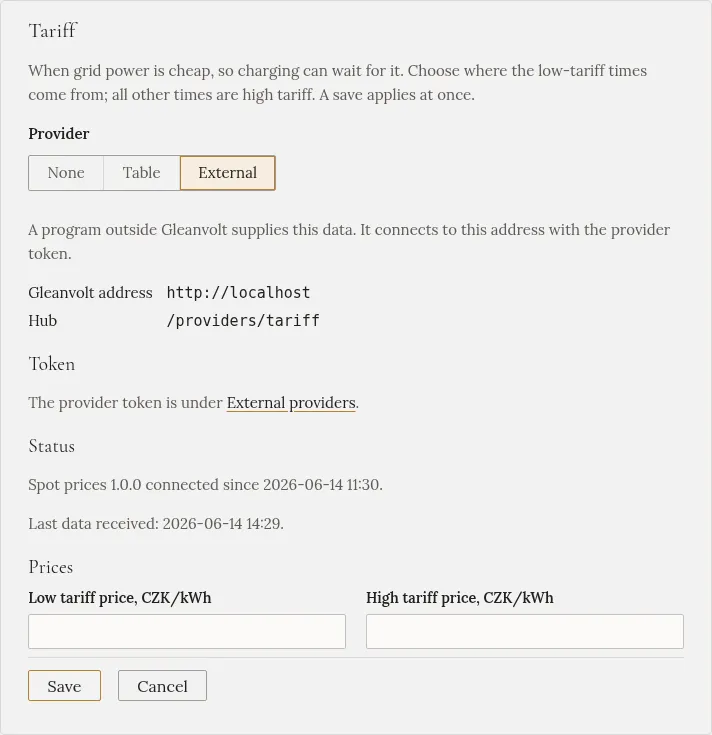 Tariff
When grid power is cheap, so charging can wait for it. Choose where the low-tariff times
come from; all other times are high tariff. A save applies at once.
Provider
None Table External
A program outside Gleanvolt supplies this data. It connects to this address with the provider
token.
Gleanvolt address http://localhost
Hub /providers/tariff
Token
The provider token is under External providers.
Status
Spot prices 1.0.0 connected since 2026-06-14 11:30.
Last data received: 2026-06-14 14:29.
Prices
Low tariff price, CZK/kWh High tariff price, CZK/kWh
Save Cancel